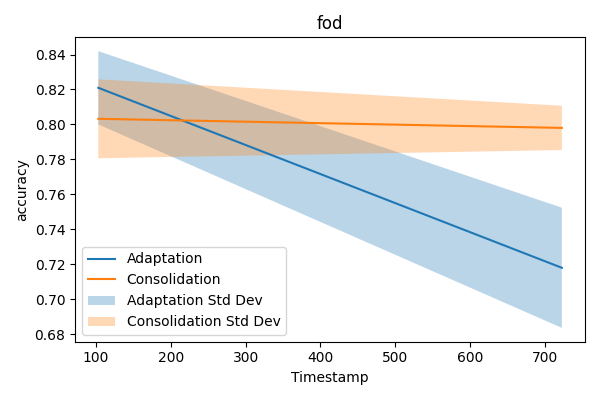 fod
0.84
0.82
0.80
0.78
0.76
0.74
0.72
0.70
0.68
accuracy
Adaptation
Consolidation
Adaptation Std Dev
Consolidation Std Dev
100 200 300 400 500 600 700
Timestamp